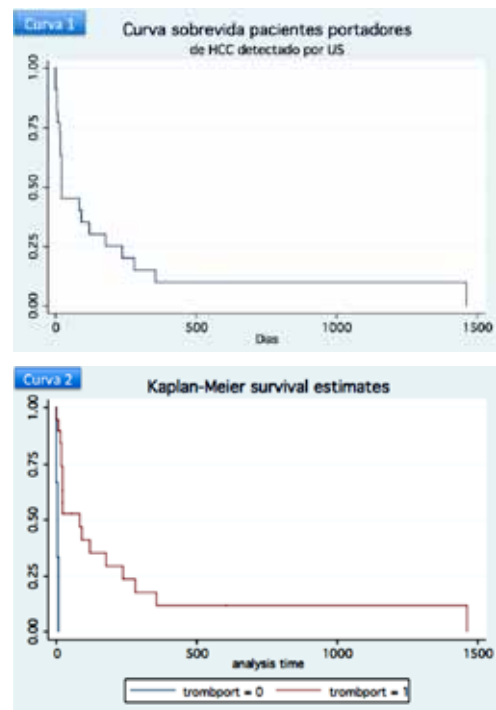 Curva 1
Curva sobrevida pacientes portadores
de HCC detectado por US
1.00
0.75
0.50
0.25
0.00
0 500 1000 1500
Dias
Curva 2
Kaplan-Meier survival estimates
1.00
0.75
0.50
0.25
0.00
0 500 1000 1500
analysis time
trombport = 0 trombport = 1